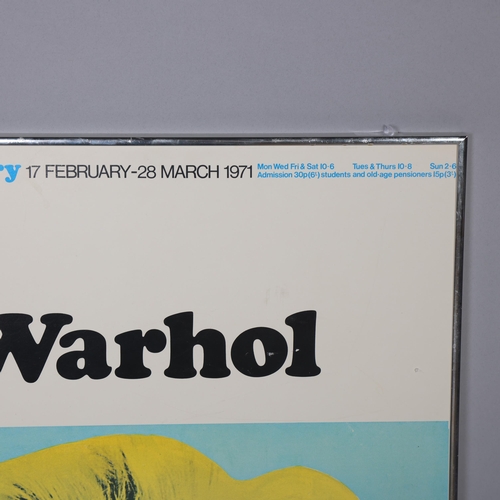 ry 17 FEBRUARY-28 MARCH 1971 Mon Wed Fri & Sat 10-6 Tues & Thurs 10-8 Sun 2-6
Admission 30p(6/-) students and old-age pensioners 15p(3/-)
Warhol